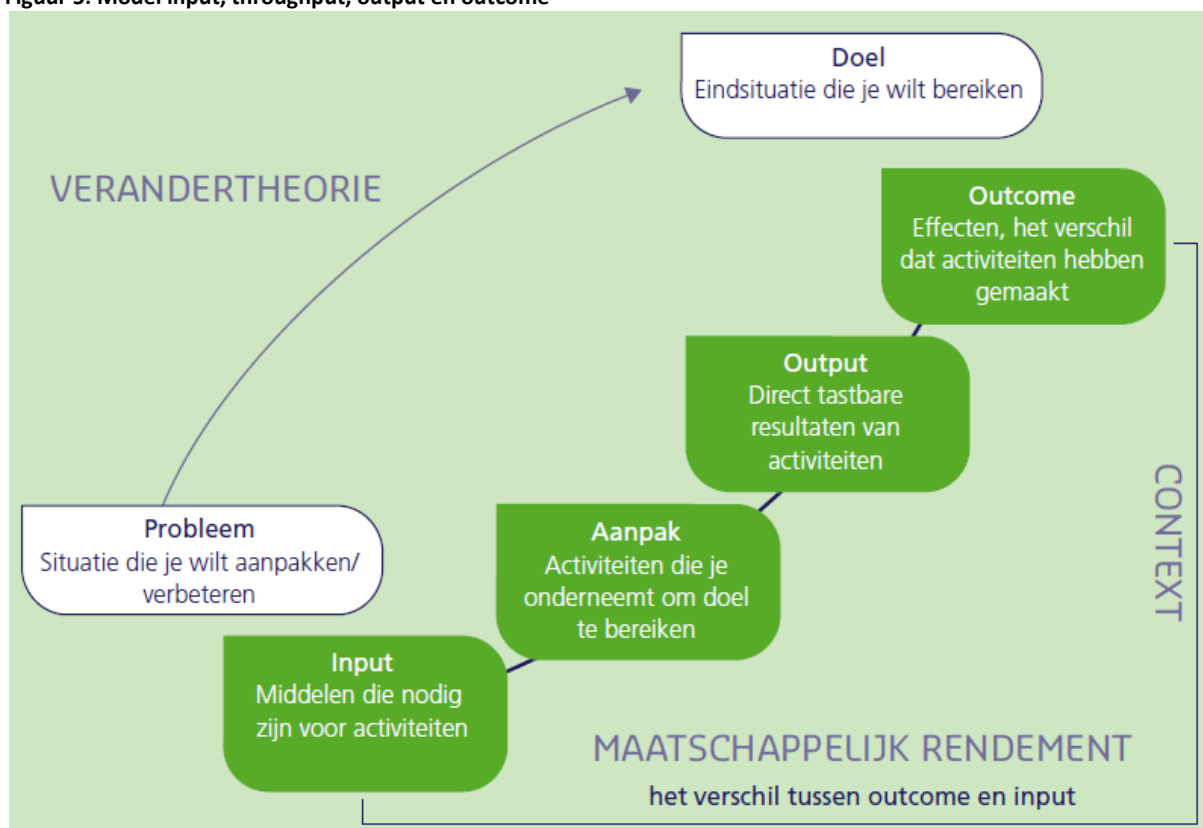 Figuur Model input, throughput, output en outcome
Doel
Eindsituatie die je wilt bereiken
VERANDERTHEORIE
Outcome
Effecten, het verschil
dat activiteiten hebben
gemaakt
Output
Direct tastbare
resultaten van
activiteiten
CONTEXT
Probleem
Situatie die je wilt aanpakken/
verbeteren
Aanpak
Activiteiten die je
onderneemt om doel
te bereiken
Input
Middelen die nodig
zijn voor activiteiten
MAATSCHAPPELIJK RENDEMENT
het verschil tussen outcome en input